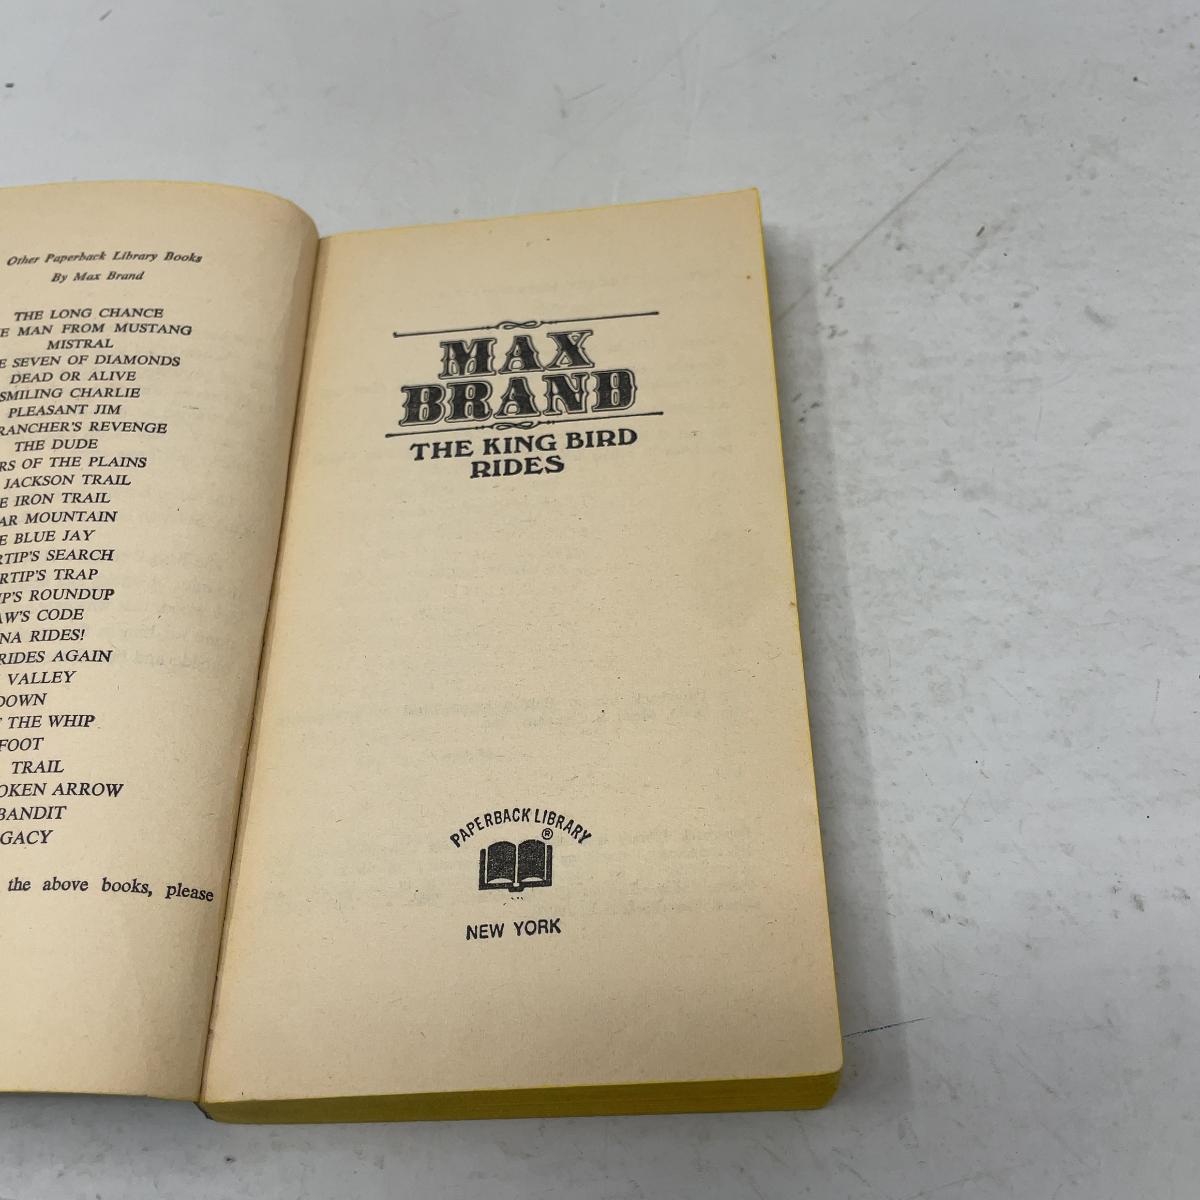 Other Paperback Library Books
By Max Brand
THE LONG CHANCE
E MAN FROM MUSTANG
MISTRAL
E SEVEN OF DIAMONDS
DEAD OR ALIVE
SMILING CHARLIE
PLEASANT JIM
RANCHER'S REVENGE
THE DUDE
RS OF THE PLAINS
JACKSON TRAIL
E IRON TRAIL
AR MOUNTAIN
E BLUE JAY
RTIP'S SEARCH
RTIP'S TRAP
IP'S ROUNDUP
AW'S CODE
NA RIDES!
RIDES AGAIN
VALLEY
DOWN
THE WHIP
FOOT
TRAIL
OKEN ARROW
BANDIT
GACY
the above books, please
MAX
BRAND
THE KING BIRD
RIDES
PAPERBACK LIBRARY
®
NEW YORK